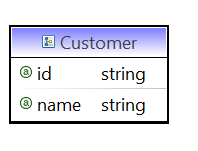 Customer
id string
name string